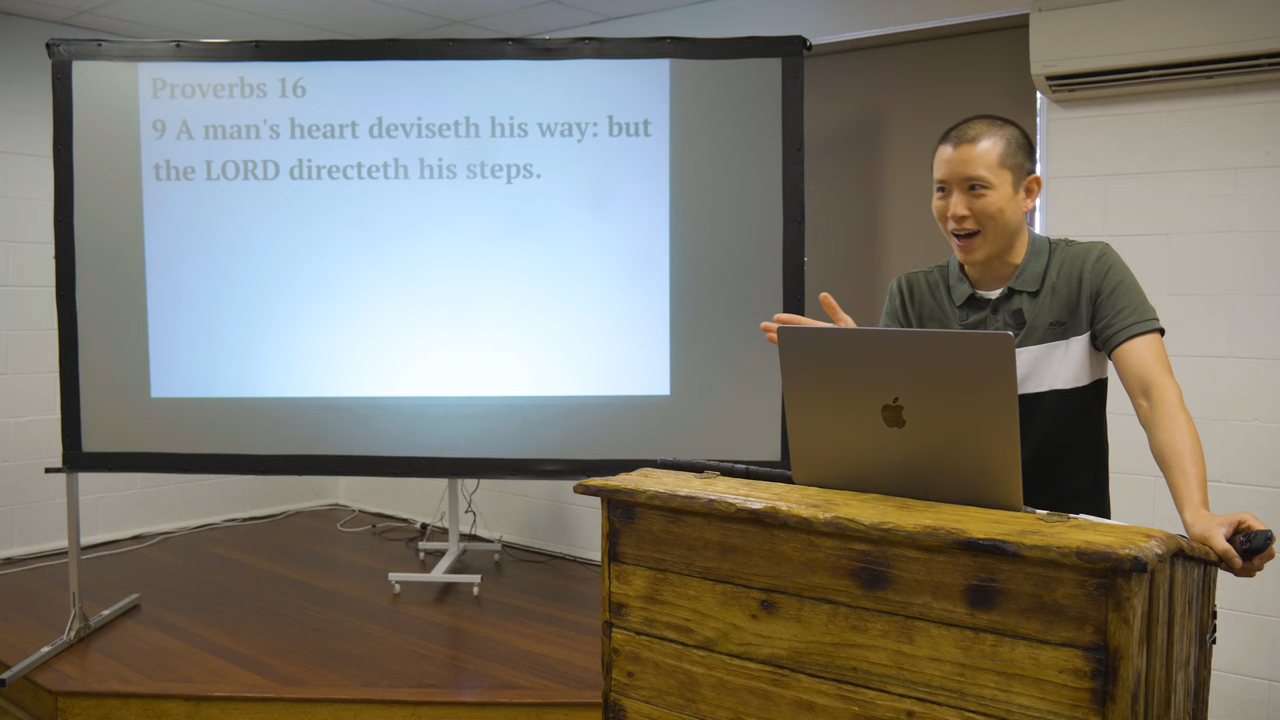 Proverbs 16
9 A man's heart deviseth his way: but
the LORD directeth his steps.